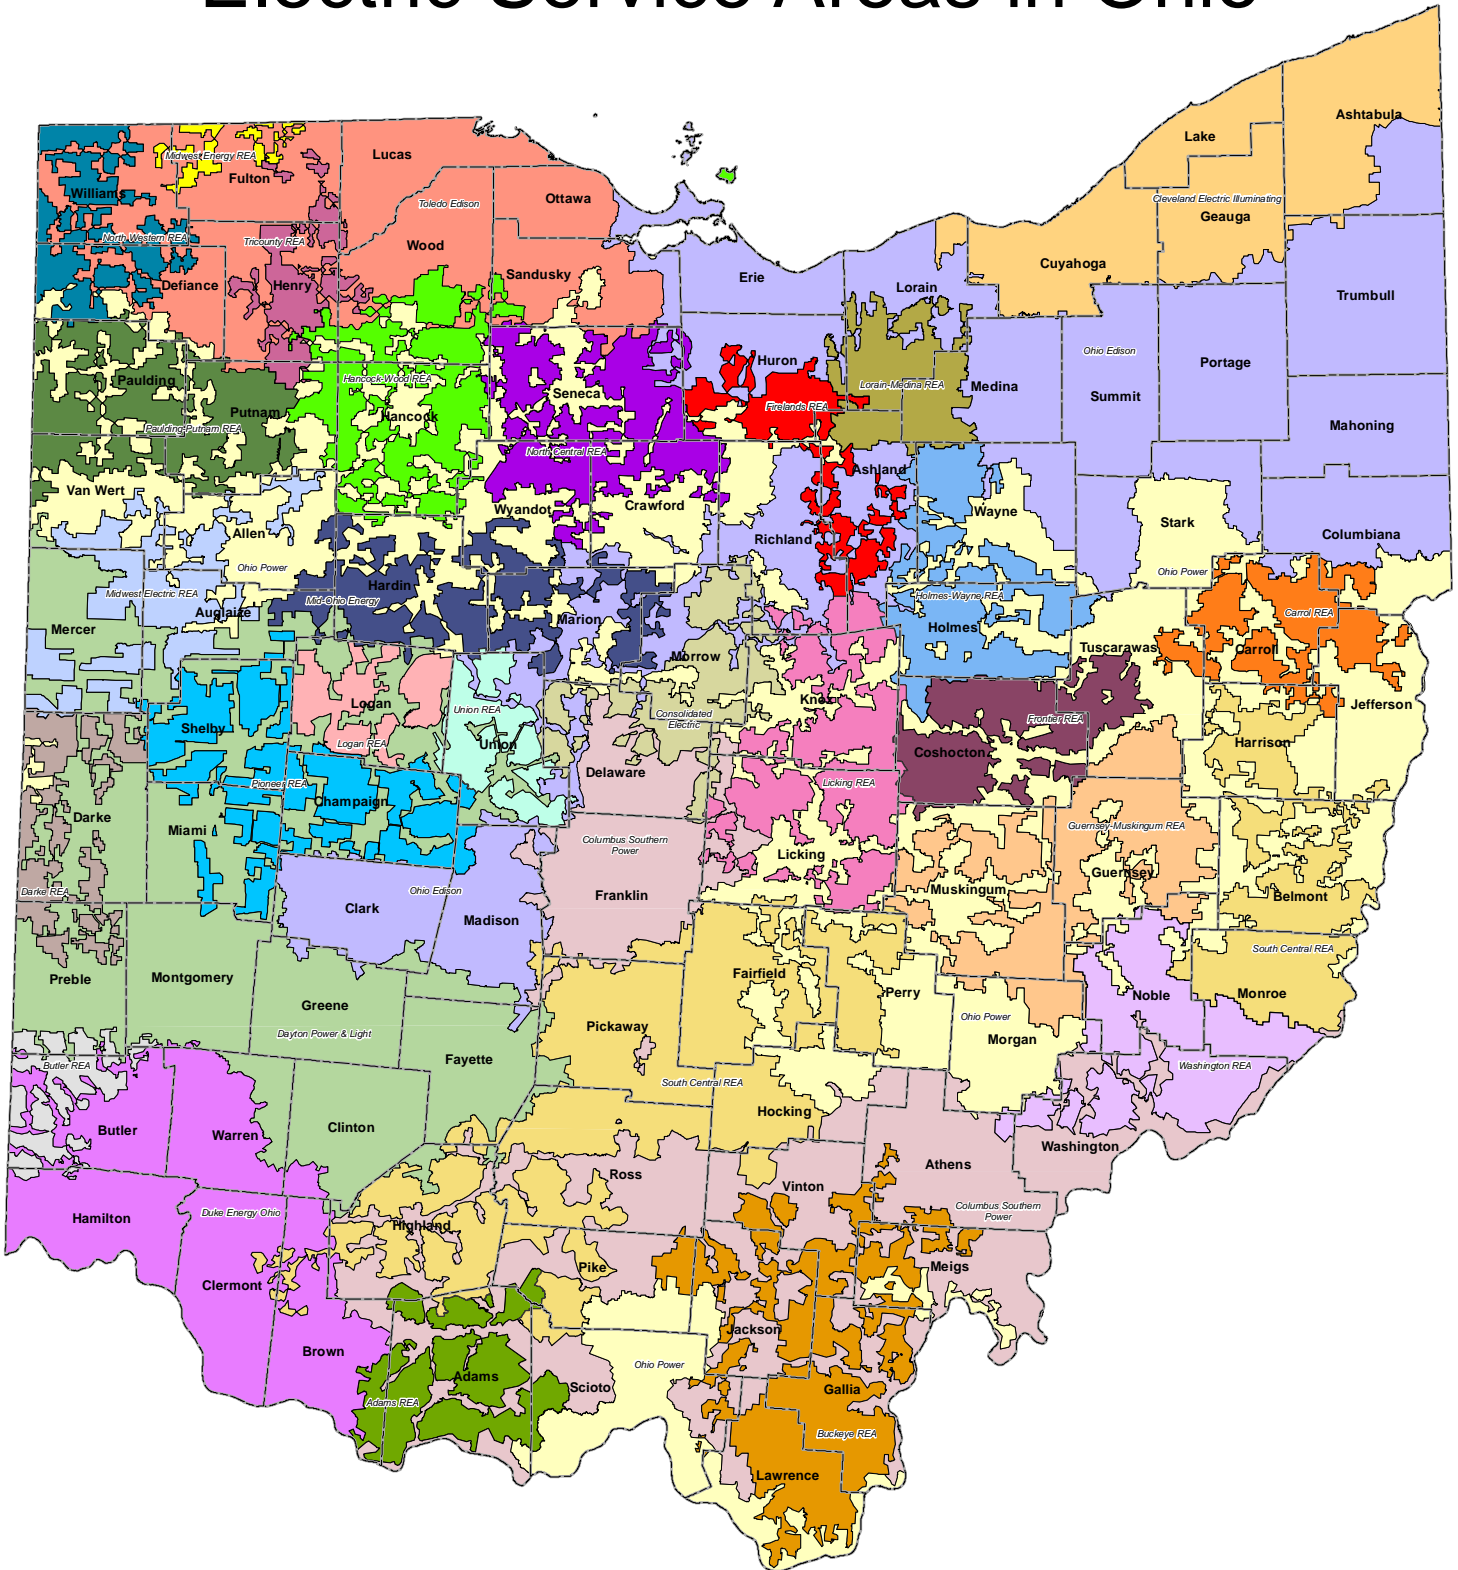 Electric Service Areas in Ohio
Ashtabula
Lake
Lucas
Midwest Energy REA
Fulton
Williams
Ottawa
Toledo Edison
Cleveland Electric Illuminating
Geauga
North Western REA
Tricounty REA
Wood
Cuyahoga
Sandusky
Erie
Defiance
Henry
Lorain
Trumbull
Ohio Edison
Huron
Portage
Paulding
Hancock-Wood REA
Lorain-Medina REA
Medina
Seneca
Summit
Putnam
Hancock
Firelands REA
Paulding-Putnam REA
Mahoning
North Central REA
Ashland
Van Wert
Wyandot
Crawford
Wayne
Stark
Allen
Richland
Columbiana
Ohio Power
Ohio Power
Hardin
Midwest Electric REA
Mid-Ohio Energy
Holmes-Wayne REA
Auglaize
Carrol REA
Marion
Mercer
Holmes
Tuscarawas
Carroll
Morrow
Knox
Logan
Union REA
Consolidated
Electric
Frontier REA
Jefferson
Shelby
Logan REA
Union
Harrison
Coshocton
Delaware
Pioneer REA
Licking REA
Champaign
Darke
Miami
Guernsey-Muskingum REA
Columbus Southern
Power
Licking
Guernsey
Darke REA
Ohio Edison
Muskingum
Franklin
Belmont
Clark
Madison
South Central REA
Preble
Montgomery
Fairfield
Perry
Noble
Monroe
Greene
Ohio Power
Pickaway
Dayton Power & Light
Morgan
Fayette
Butler REA
Washington REA
South Central REA
Hocking
Butler
Clinton
Warren
Washington
Athens
Ross
Vinton
Hamilton
Duke Energy Ohio
Columbus Southern
Power
Highland
Pike
Meigs
Clermont
Jackson
Brown
Ohio Power
Adams
Scioto
Gallia
Adams REA
Buckeye REA
Lawrence